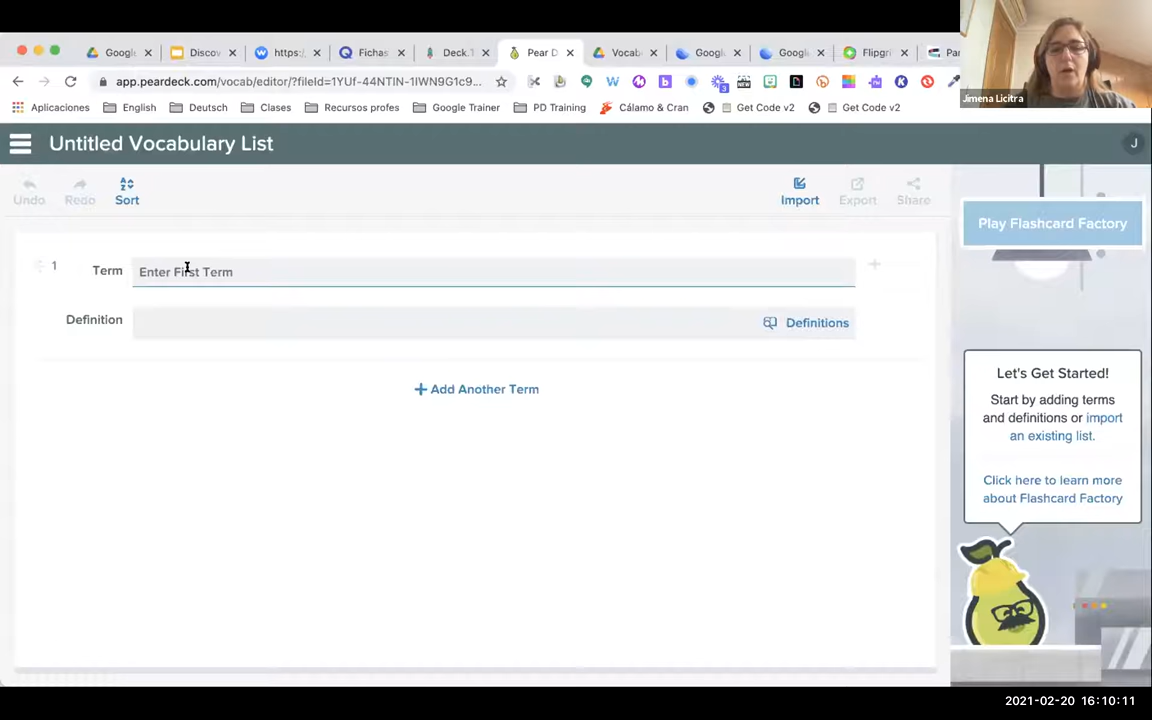 Google
Discov
https:/
Fichas
Deck.T
Pear D
Vocab
Google
Google
Flipgri
Par
app.peardeck.com/vocab/editor/?fileId=1YUf-44NTIN-1IWN9G1c9...
Aplicaciones
English
Deutsch
Clases
Recursos profes
Google Trainer
PD Training
Cálamo & Cran
Get Code v2
Get Code v2
Jimena Licitra
Untitled Vocabulary List
J
Undo
Redo
Sort
Import
Export
Share
Play Flashcard Factory
1
Term
Enter First Term
Definition
Definitions
Add Another Term
Let's Get Started!
Start by adding terms
and definitions or import
an existing list.
Click here to learn more
about Flashcard Factory
2021-02-20 16:10:11